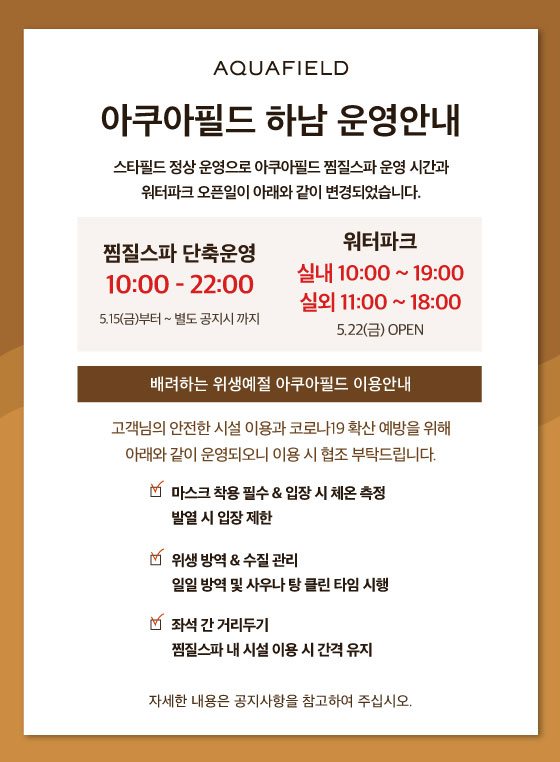 AQUAFIELD
아쿠아필드 하남 운영안내
스타필드 정상 운영으로 아쿠아필드 찜질스파 운영 시간과
워터파크 오픈일이 아래와 같이 변경되었습니다.
찜질스파 단축운영
10:00 - 22:00
5.15(금)부터 ~ 별도 공지시 까지
워터파크
실내 10:00 ~ 19:00
실외 11:00 ~ 18:00
5.22(금) OPEN
배려하는 위생예절 아쿠아필드 이용안내
고객님의 안전한 시설 이용과 코로나19 확산 예방을 위해
아래와 같이 운영되오니 이용 시 협조 부탁드립니다.
마스크 착용 필수 & 입장 시 체온 측정
발열 시 입장 제한
위생 방역 & 수질 관리
일일 방역 및 사우나 탕 클린 타임 시행
좌석 간 거리두기
찜질스파 내 시설 이용 시 간격 유지
자세한 내용은 공지사항을 참고하여 주십시오.